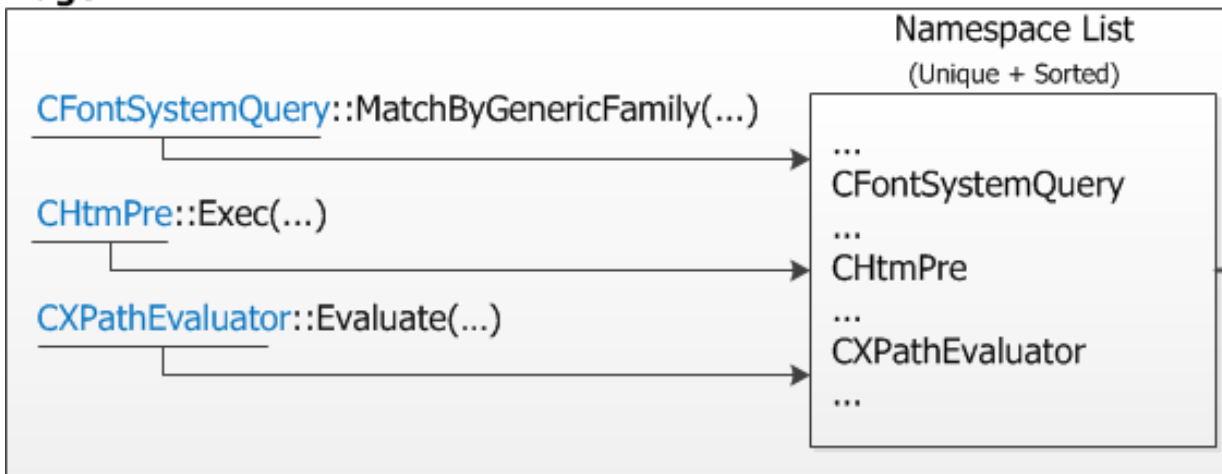 Namespace List
(Unique + Sorted)
CFontSystemQuery::MatchByGenericFamily(...)
CHtmPre::Exec(...)
CXPathEvaluator::Evaluate(...)
...
CFontSystemQuery
...
CHtmPre
...
CXPathEvaluator
...